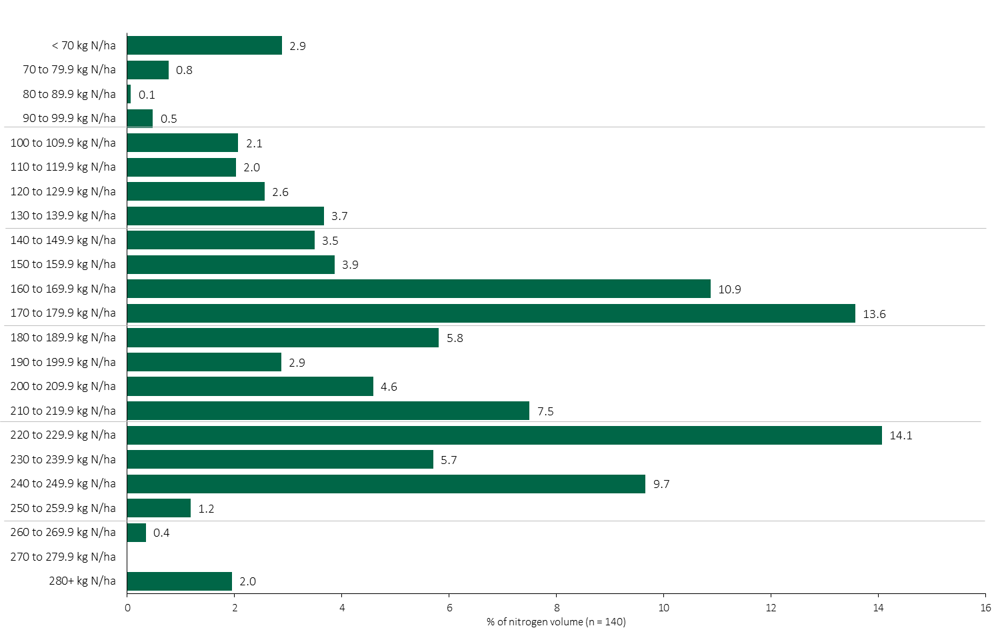 < 70 kg N/ha 2.9
70 to 79.9 kg N/ha 0.8
80 to 89.9 kg N/ha 0.1
90 to 99.9 kg N/ha 0.5
100 to 109.9 kg N/ha 2.1
110 to 119.9 kg N/ha 2.0
120 to 129.9 kg N/ha 2.6
130 to 139.9 kg N/ha 3.7
140 to 149.9 kg N/ha 3.5
150 to 159.9 kg N/ha 3.9
160 to 169.9 kg N/ha 10.9
170 to 179.9 kg N/ha 13.6
180 to 189.9 kg N/ha 5.8
190 to 199.9 kg N/ha 2.9
200 to 209.9 kg N/ha 4.6
210 to 219.9 kg N/ha 7.5
220 to 229.9 kg N/ha 14.1
230 to 239.9 kg N/ha 5.7
240 to 249.9 kg N/ha 9.7
250 to 259.9 kg N/ha 1.2
260 to 269.9 kg N/ha 0.4
270 to 279.9 kg N/ha
280+ kg N/ha 2.0
0 2 4 6 8 10 12 14 16
% of nitrogen volume (n = 140)